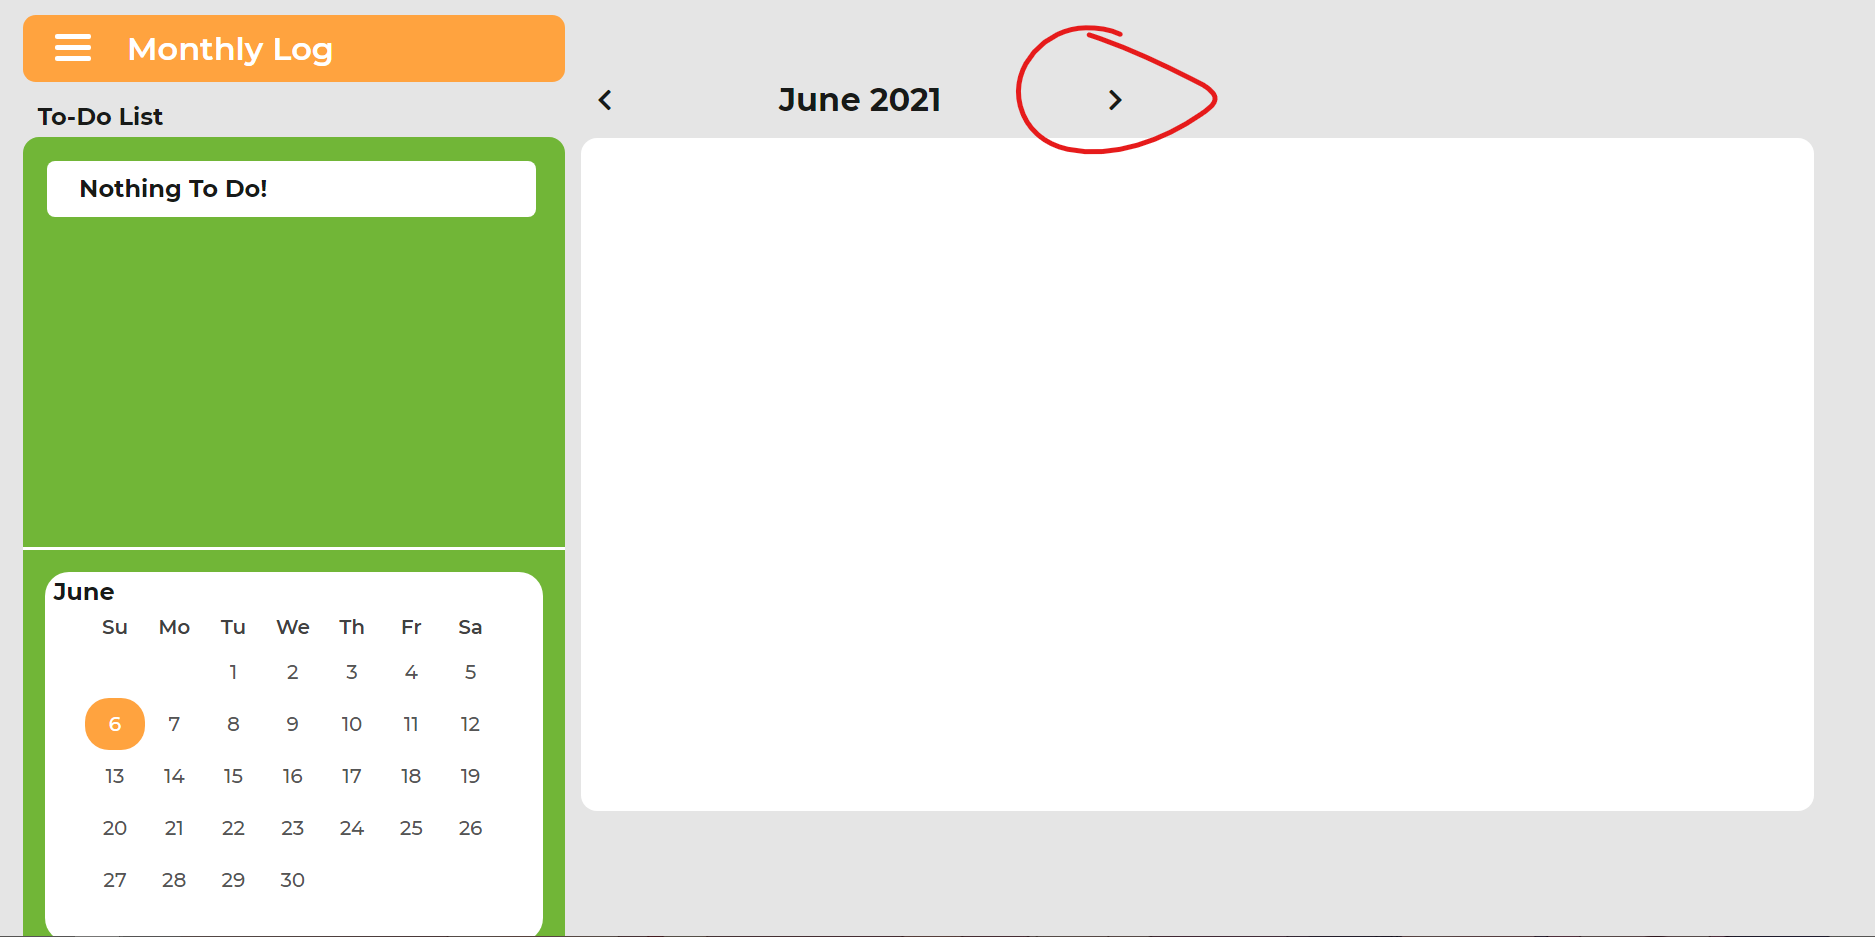 Monthly Log
To-Do List
Nothing To Do!
June 2021
June
Su Mo Tu We Th Fr Sa
1 2 3 4 5
6 7 8 9 10 11 12
13 14 15 16 17 18 19
20 21 22 23 24 25 26
27 28 29 30